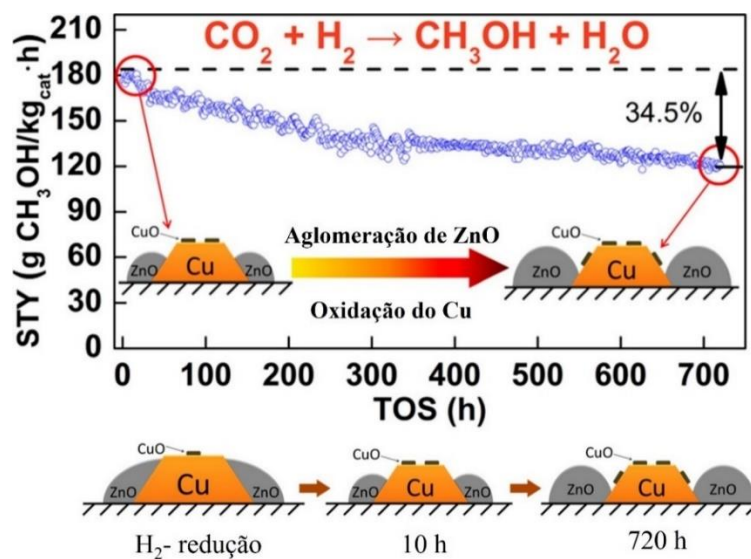 CO₂ + H₂ → CH₃OH + H₂O
180
150
120
90
60
30
0
STY (g CH₃OH/kg_cat·h)
34.5%
CuO
ZnO
Cu
ZnO
Aglomeração de ZnO
Oxidação do Cu
CuO
ZnO
Cu
ZnO
0 100 200 300 400 500 600 700
TOS (h)
CuO
ZnO
Cu
ZnO
CuO
ZnO
Cu
ZnO
CuO
ZnO
Cu
ZnO
H₂- redução
10 h
720 h